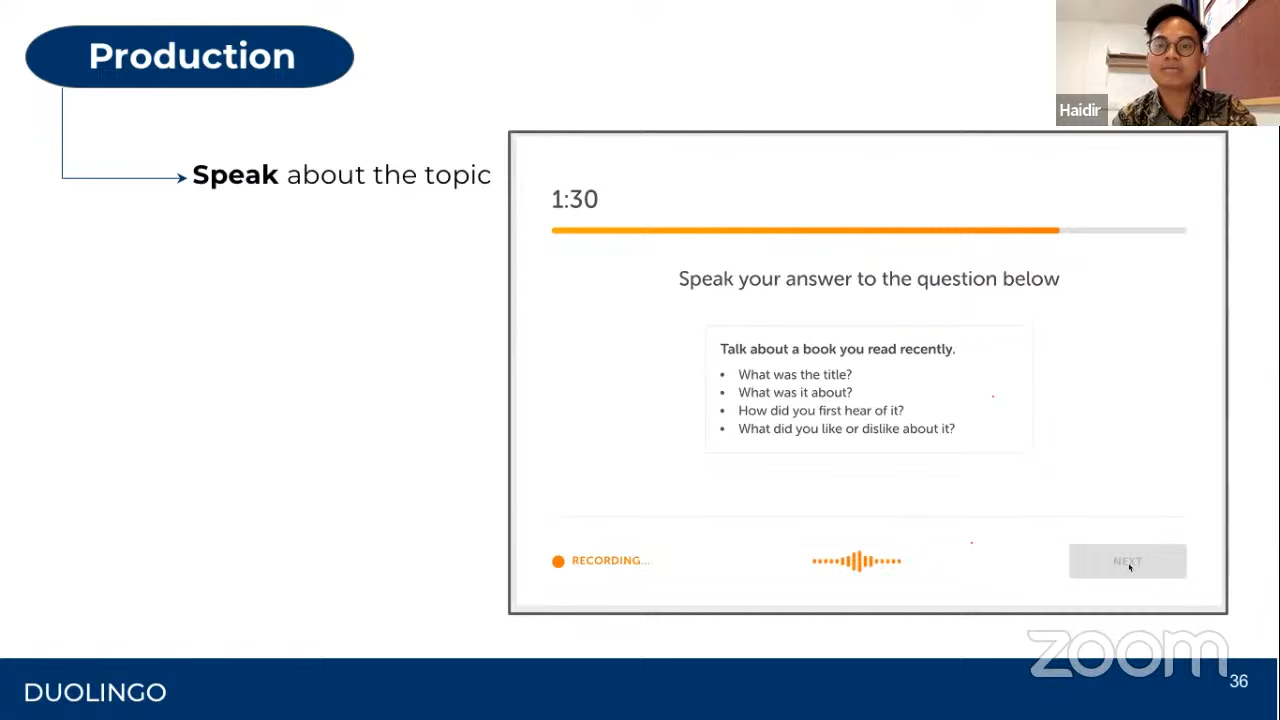 Production
Haidir
Speak about the topic
1:30
Speak your answer to the question below
Talk about a book you read recently.
• What was the title?
• What was it about?
• How did you first hear of it?
• What did you like or dislike about it?
RECORDING...
NEXT
zoom
DUOLINGO
36